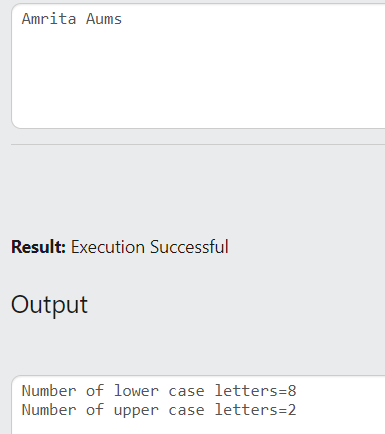 Amrita Aums
Result: Execution Successful
Output
Number of lower case letters=8
Number of upper case letters=2